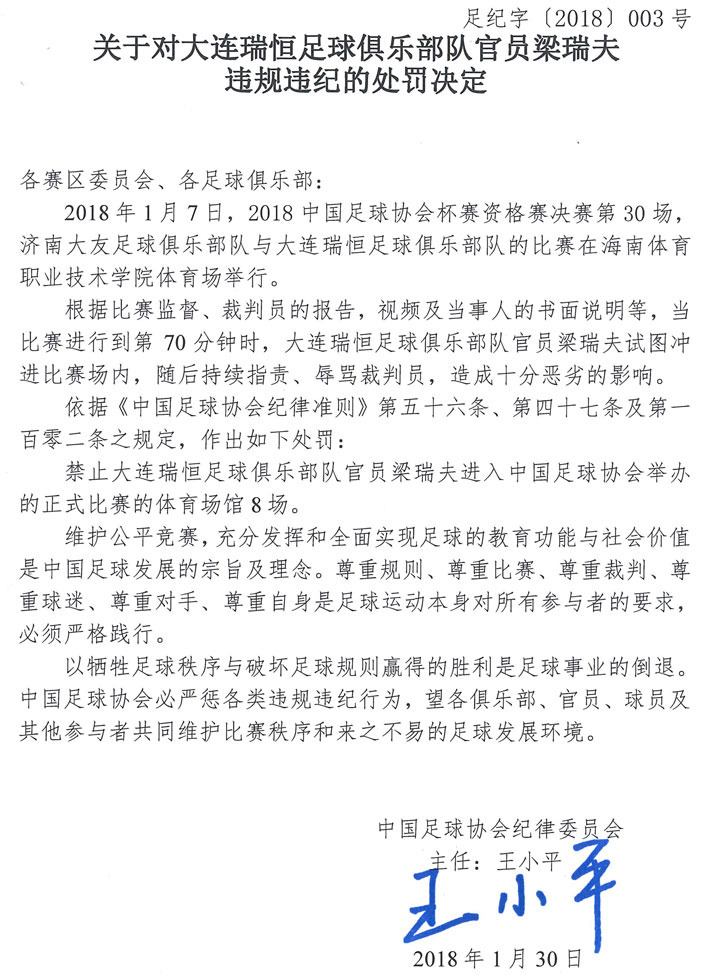 足纪字〔2018〕003号
关于对大连瑞恒足球俱乐部队官员梁瑞夫
违规违纪的处罚决定
各赛区委员会、各足球俱乐部：
2018年1月7日，2018中国足球协会杯赛资格赛决赛第30场，
济南大友足球俱乐部队与大连瑞恒足球俱乐部队的比赛在海南体育
职业技术学院体育场举行。
根据比赛监督、裁判员的报告，视频及当事人的书面说明等，当
比赛进行到第70分钟时，大连瑞恒足球俱乐部队官员梁瑞夫试图冲
进比赛场内，随后持续指责、辱骂裁判员，造成十分恶劣的影响。
依据《中国足球协会纪律准则》第五十六条、第四十七条及第一
百零二条之规定，作出如下处罚：
禁止大连瑞恒足球俱乐部队官员梁瑞夫进入中国足球协会举办
的正式比赛的体育场馆8场。
维护公平竞赛，充分发挥和全面实现足球的教育功能与社会价值
是中国足球发展的宗旨及理念。尊重规则、尊重比赛、尊重裁判、尊
重球迷、尊重对手、尊重自身是足球运动本身对所有参与者的要求，
必须严格践行。
以牺牲足球秩序与破坏足球规则赢得的胜利是足球事业的倒退。
中国足球协会必严惩各类违规违纪行为，望各俱乐部、官员、球员及
其他参与者共同维护比赛秩序和来之不易的足球发展环境。
中国足球协会纪律委员会
主任：王小平
王小平
2018年1月30日